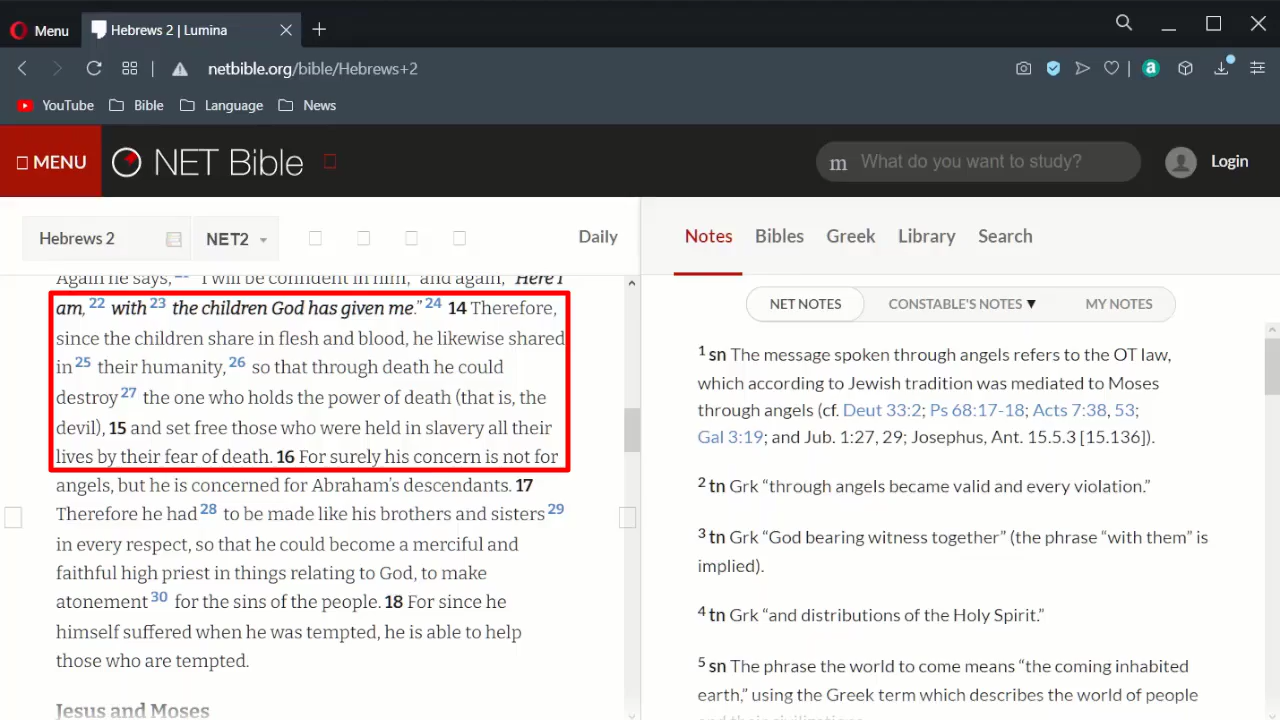 Menu
Hebrews 2 | Lumina
netbible.org/bible/Hebrews+2
YouTube Bible Language News
MENU NET Bible
m What do you want to study? Login
Hebrews 2 NET2 Daily
Again he says, "I will be confident in him," and again, "Here I
am, 22 with 23 the children God has given me." 24 14 Therefore,
since the children share in flesh and blood, he likewise shared
in 25 their humanity, 26 so that through death he could
destroy 27 the one who holds the power of death (that is, the
devil), 15 and set free those who were held in slavery all their
lives by their fear of death. 16 For surely his concern is not for
angels, but he is concerned for Abraham's descendants. 17
Therefore he had 28 to be made like his brothers and sisters 29
in every respect, so that he could become a merciful and
faithful high priest in things relating to God, to make
atonement 30 for the sins of the people. 18 For since he
himself suffered when he was tempted, he is able to help
those who are tempted.
Jesus and Moses
Notes Bibles Greek Library Search
NET NOTES CONSTABLE'S NOTES ▼ MY NOTES
1 sn The message spoken through angels refers to the OT law,
which according to Jewish tradition was mediated to Moses
through angels (cf. Deut 33:2; Ps 68:17-18; Acts 7:38, 53;
Gal 3:19; and Jub. 1:27, 29; Josephus, Ant. 15.5.3 [15.136]).
2 tn Grk "through angels became valid and every violation."
3 tn Grk "God bearing witness together" (the phrase "with them" is
implied).
4 tn Grk "and distributions of the Holy Spirit."
5 sn The phrase the world to come means "the coming inhabited
earth," using the Greek term which describes the world of people
and their civilizations.